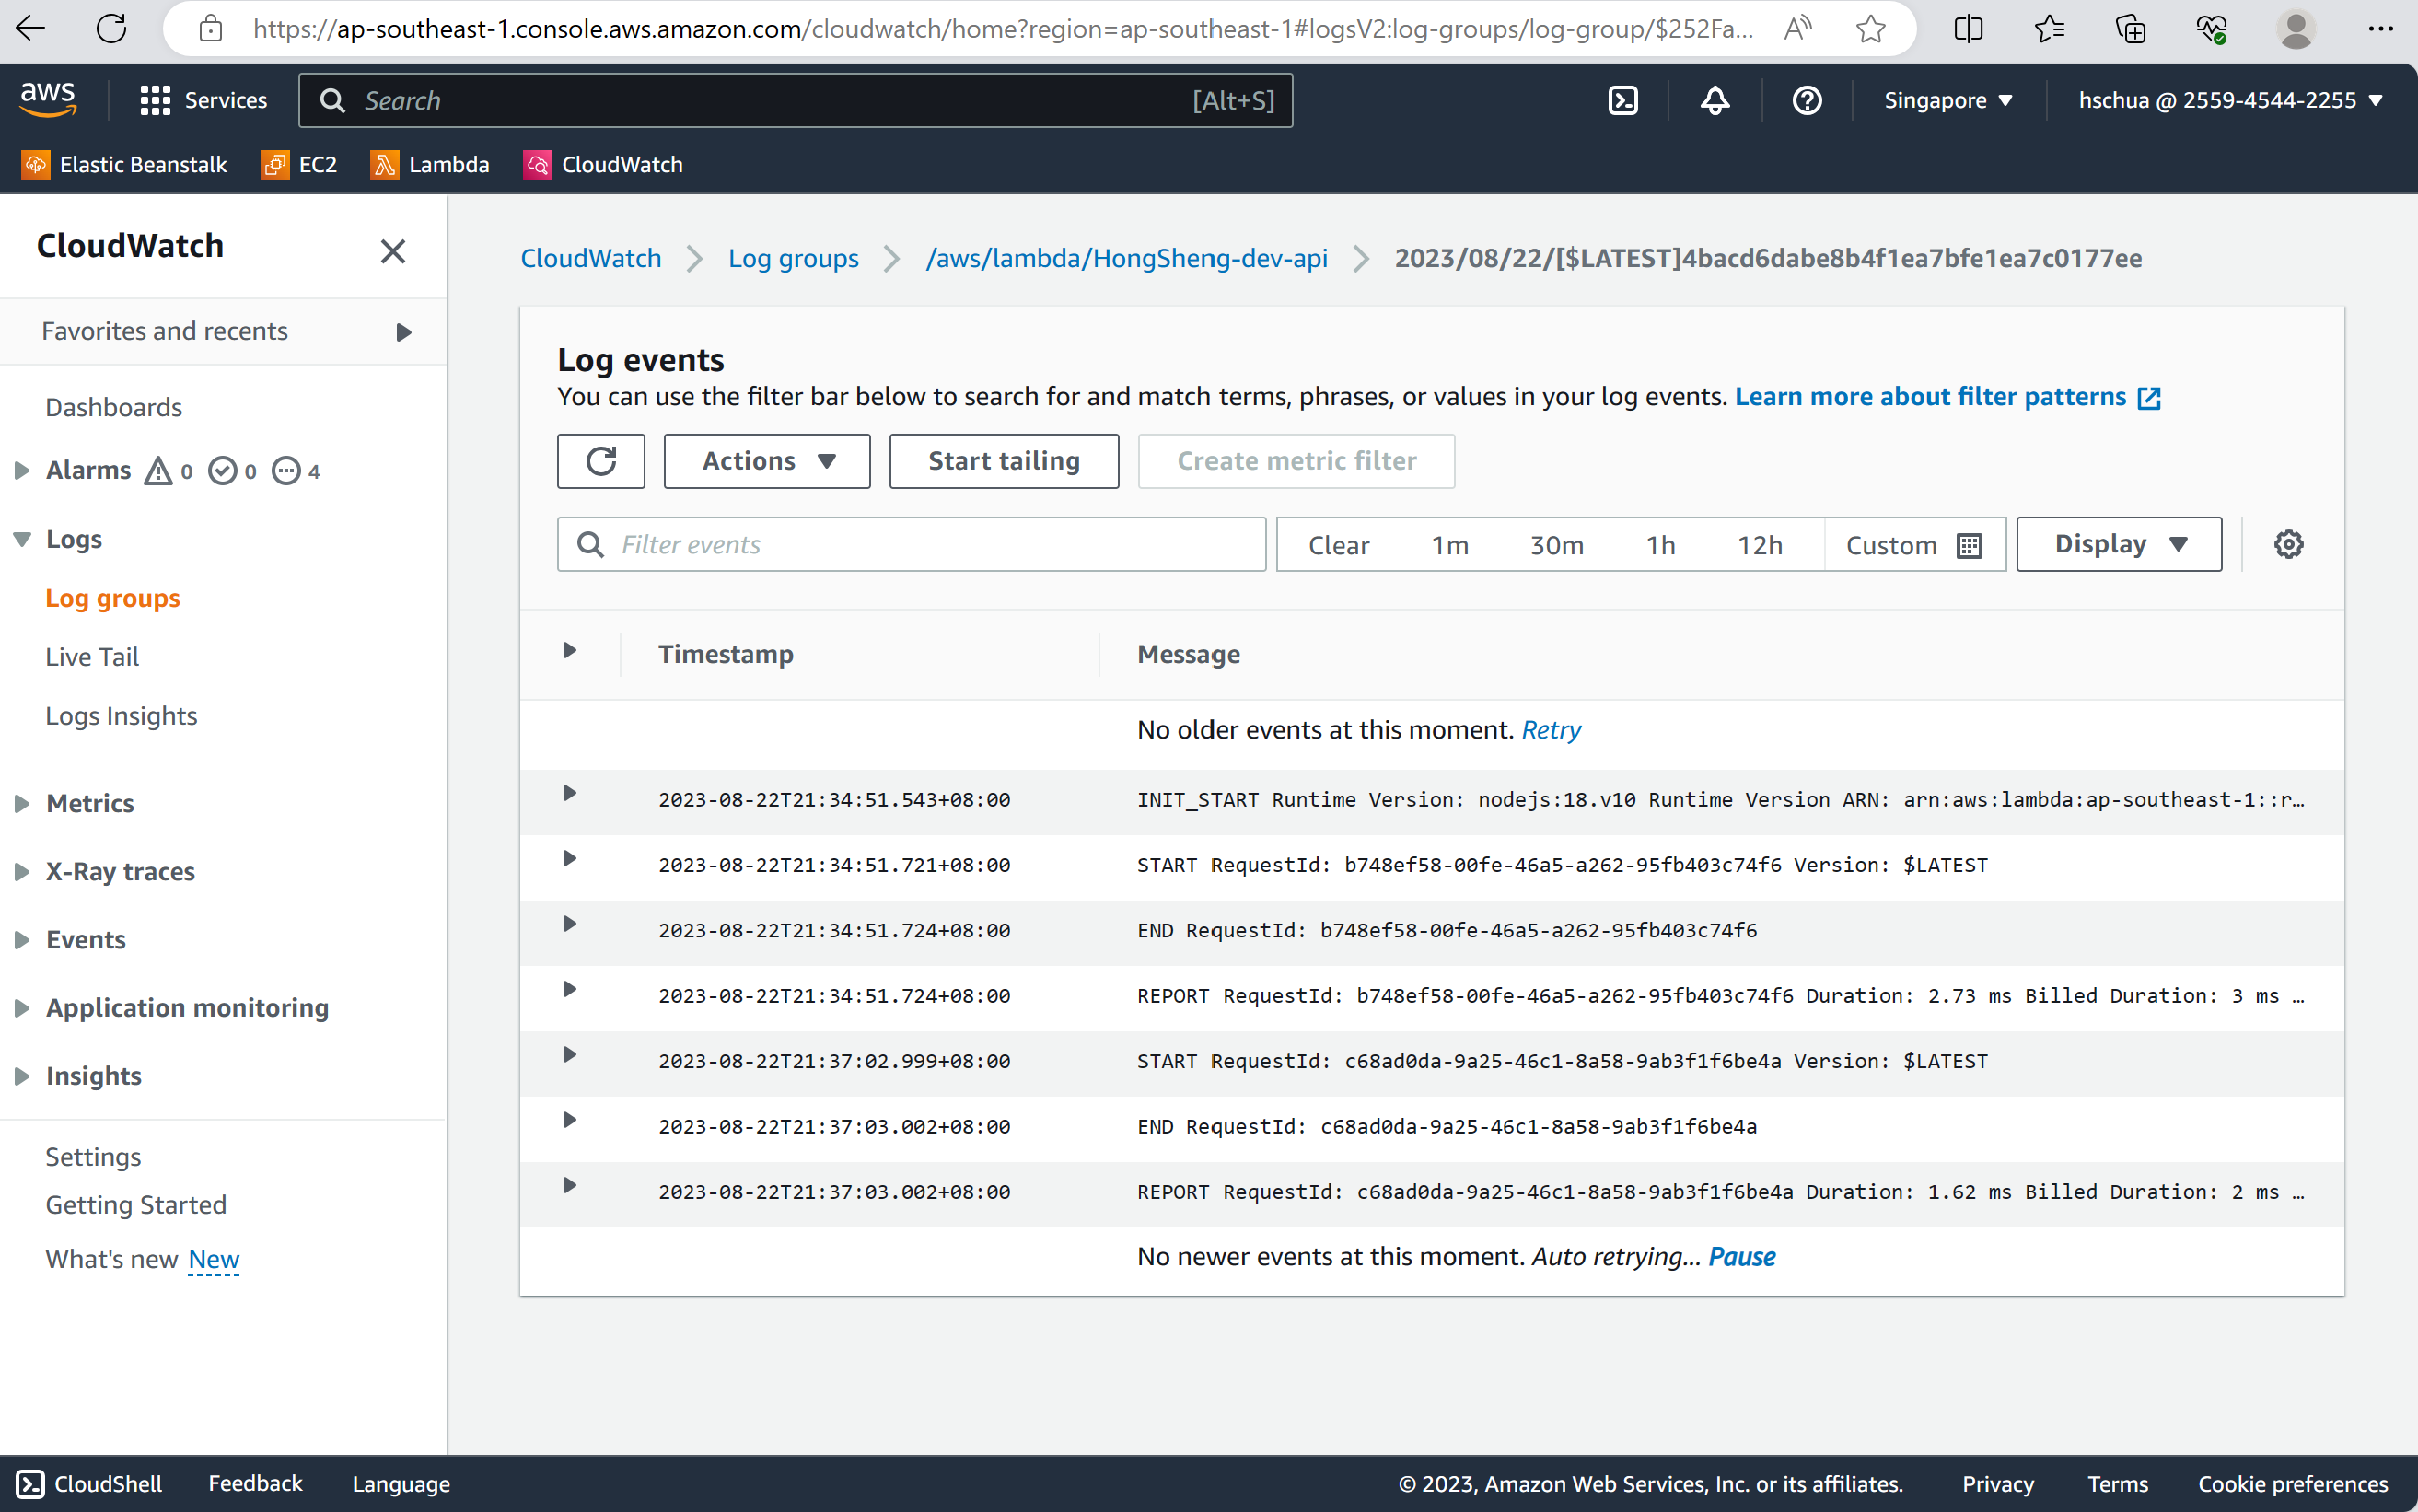 https://ap-southeast-1.console.aws.amazon.com/cloudwatch/home?region=ap-southeast-1#logsV2:log-groups/log-group/$252Fa...
aws
Services
Search
[Alt+S]
Singapore
hschua @ 2559-4544-2255
Elastic Beanstalk
EC2
Lambda
CloudWatch
CloudWatch
Favorites and recents
Dashboards
Alarms 0 0 4
Logs
Log groups
Live Tail
Logs Insights
Metrics
X-Ray traces
Events
Application monitoring
Insights
Settings
Getting Started
What's new New
CloudWatch
Log groups
/aws/lambda/HongSheng-dev-api
2023/08/22/[$LATEST]4bacd6dabe8b4f1ea7bfe1ea7c0177ee
Log events
You can use the filter bar below to search for and match terms, phrases, or values in your log events. Learn more about filter patterns
Actions
Start tailing
Create metric filter
Filter events
Clear
1m
30m
1h
12h
Custom
Display
Timestamp
Message
No older events at this moment. Retry
2023-08-22T21:34:51.543+08:00 INIT_START Runtime Version: nodejs:18.v10 Runtime Version ARN: arn:aws:lambda:ap-southeast-1::r…
2023-08-22T21:34:51.721+08:00 START RequestId: b748ef58-00fe-46a5-a262-95fb403c74f6 Version: $LATEST
2023-08-22T21:34:51.724+08:00 END RequestId: b748ef58-00fe-46a5-a262-95fb403c74f6
2023-08-22T21:34:51.724+08:00 REPORT RequestId: b748ef58-00fe-46a5-a262-95fb403c74f6 Duration: 2.73 ms Billed Duration: 3 ms …
2023-08-22T21:37:02.999+08:00 START RequestId: c68ad0da-9a25-46c1-8a58-9ab3f1f6be4a Version: $LATEST
2023-08-22T21:37:03.002+08:00 END RequestId: c68ad0da-9a25-46c1-8a58-9ab3f1f6be4a
2023-08-22T21:37:03.002+08:00 REPORT RequestId: c68ad0da-9a25-46c1-8a58-9ab3f1f6be4a Duration: 1.62 ms Billed Duration: 2 ms …
No newer events at this moment. Auto retrying... Pause
CloudShell
Feedback
Language
© 2023, Amazon Web Services, Inc. or its affiliates.
Privacy
Terms
Cookie preferences